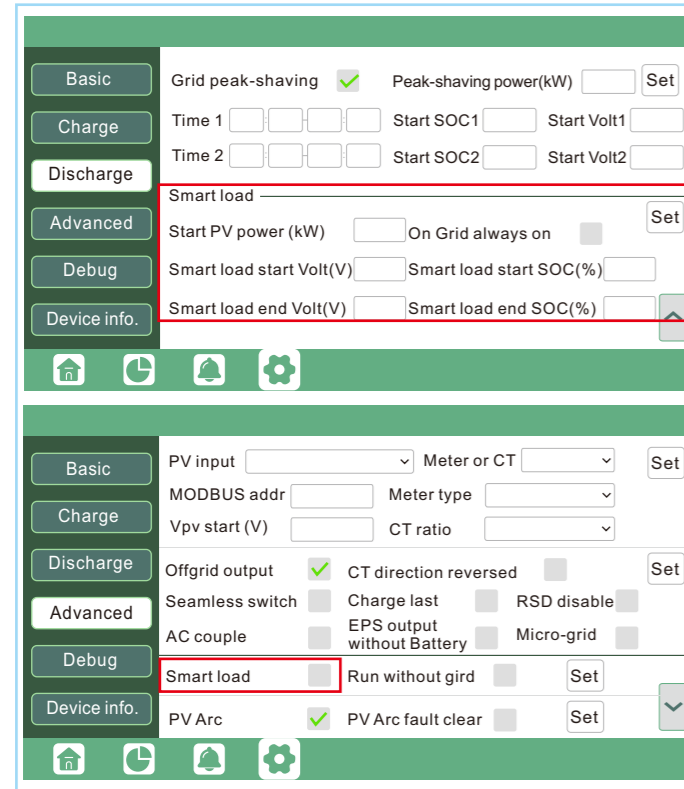 Basic
Charge
Discharge
Advanced
Debug
Device info.
Grid peak-shaving Peak-shaving power(kW) Set
Time 1 : - : Start SOC1 Start Volt1
Time 2 : - : Start SOC2 Start Volt2
Smart load
Set
Start PV power (kW) On Grid always on
Smart load start Volt(V) Smart load start SOC(%)
Smart load end Volt(V) Smart load end SOC(%)
Basic
Charge
Discharge
Advanced
Debug
Device info.
PV input Meter or CT Set
MODBUS addr Meter type
Vpv start (V) CT ratio
Offgrid output CT direction reversed Set
Seamless switch Charge last RSD disable
AC couple EPS output without Battery Micro-grid
Smart load Run without gird Set
PV Arc PV Arc fault clear Set